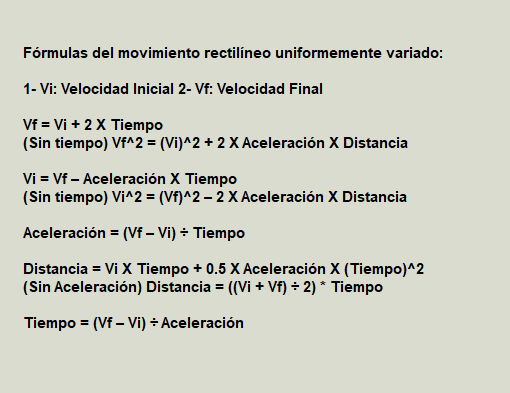 Fórmulas del movimiento rectilíneo uniformemente variado:
1- Vi: Velocidad Inicial 2- Vf: Velocidad Final
Vf = Vi + 2 X Tiempo
(Sin tiempo) Vf^2 = (Vi)^2 + 2 X Aceleración X Distancia
Vi = Vf – Aceleración X Tiempo
(Sin tiempo) Vi^2 = (Vf)^2 – 2 X Aceleración X Distancia
Aceleración = (Vf – Vi) ÷ Tiempo
Distancia = Vi X Tiempo + 0.5 X Aceleración X (Tiempo)^2
(Sin Aceleración) Distancia = ((Vi + Vf) ÷ 2) * Tiempo
Tiempo = (Vf – Vi) ÷ Aceleración